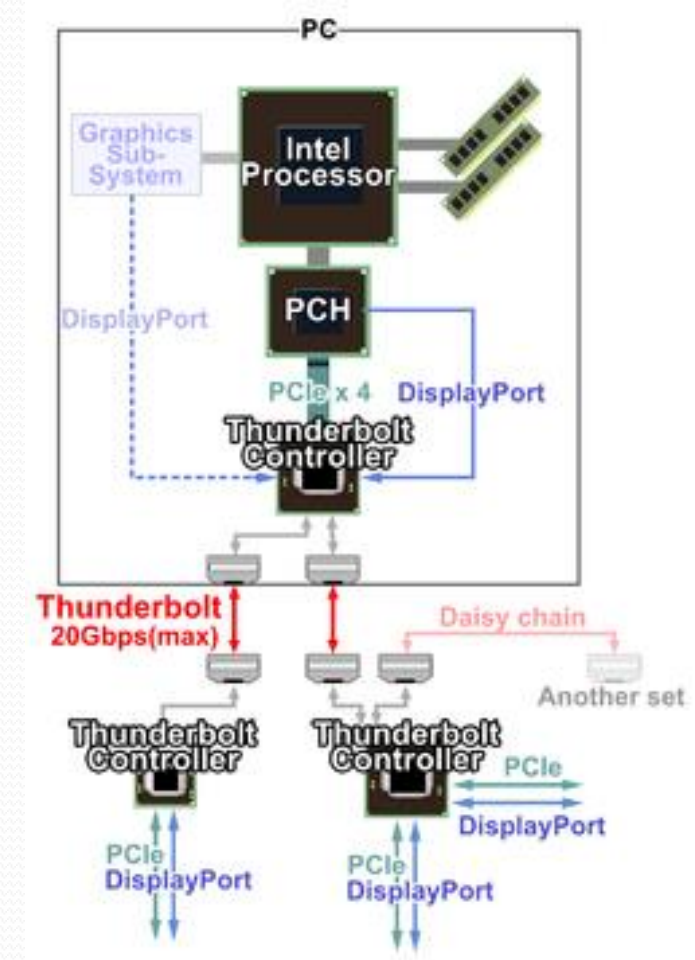 PC
Graphics
Sub-
System
Intel
Processor
DisplayPort
PCH
PCIe x 4
DisplayPort
Thunderbolt
Controller
Thunderbolt
20Gbps(max)
Daisy chain
Another set
Thunderbolt
Controller
Thunderbolt
Controller
PCIe
DisplayPort
PCIe
DisplayPort
PCIe
DisplayPort